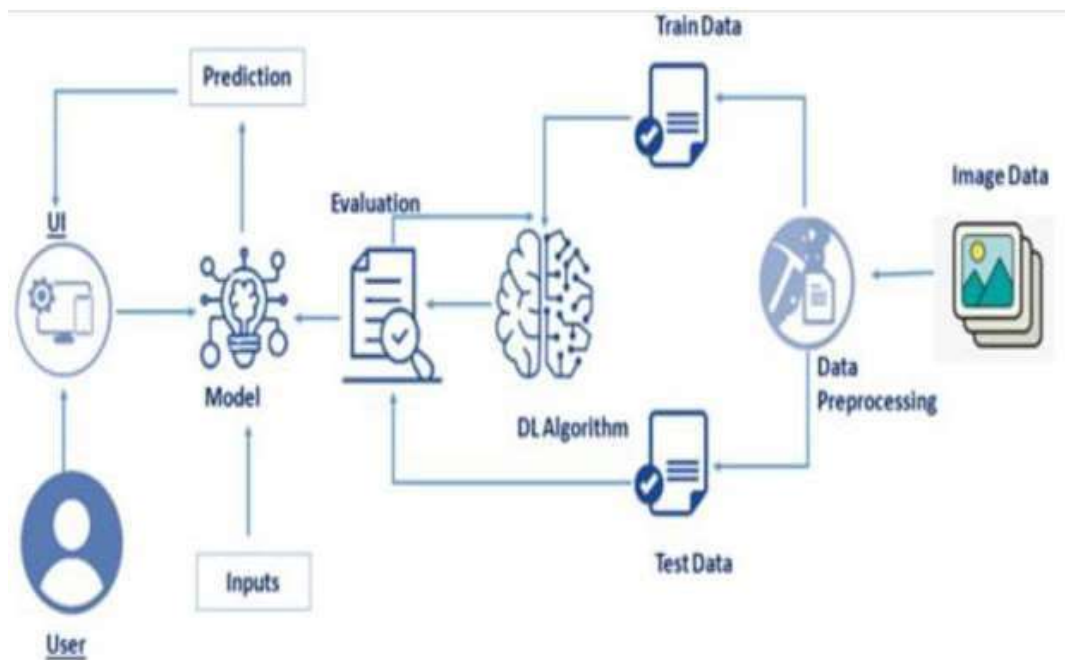 Train Data
Prediction
Image Data
Evaluation
UI
Data
Preprocessing
Model
DL Algorithm
Test Data
Inputs
User